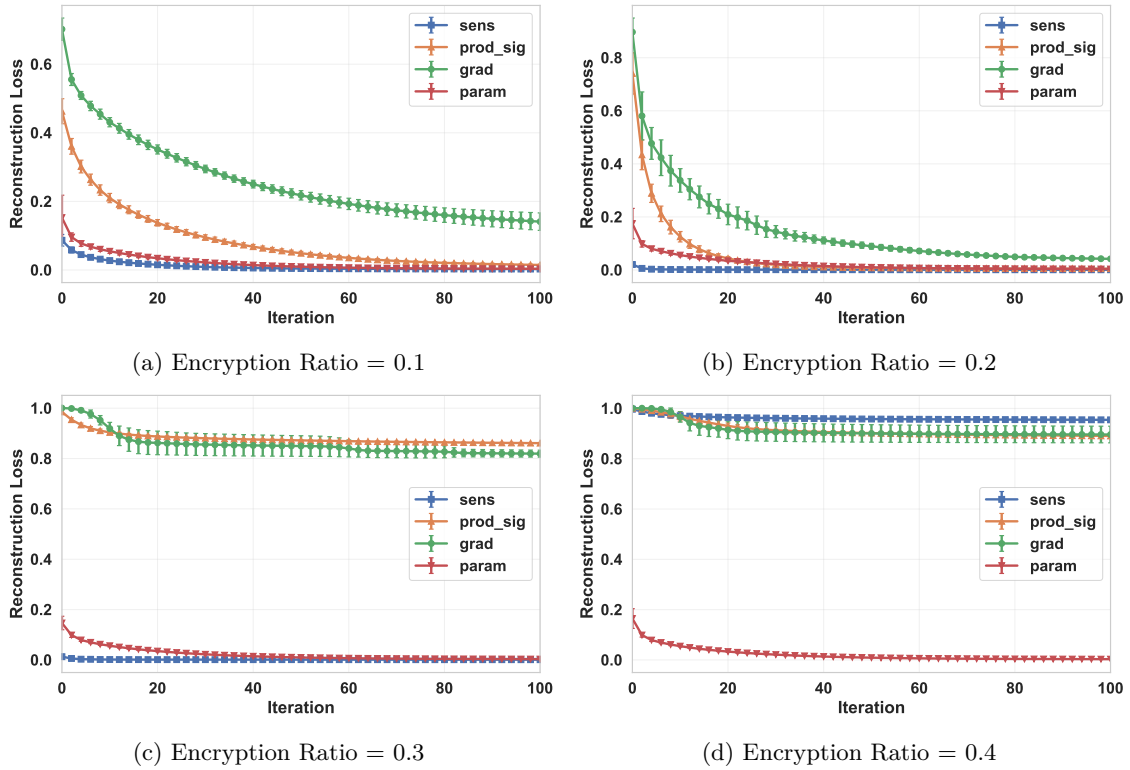 Reconstruction Loss
0.6
0.4
0.2
0.0
sens
prod_sig
grad
param
0 20 40 60 80 100
Iteration
(a) Encryption Ratio = 0.1
Reconstruction Loss
0.8
0.6
0.4
0.2
0.0
sens
prod_sig
grad
param
0 20 40 60 80 100
Iteration
(b) Encryption Ratio = 0.2
Reconstruction Loss
1.0
0.8
0.6
0.4
0.2
0.0
sens
prod_sig
grad
param
0 20 40 60 80 100
Iteration
(c) Encryption Ratio = 0.3
Reconstruction Loss
1.0
0.8
0.6
0.4
0.2
0.0
sens
prod_sig
grad
param
0 20 40 60 80 100
Iteration
(d) Encryption Ratio = 0.4